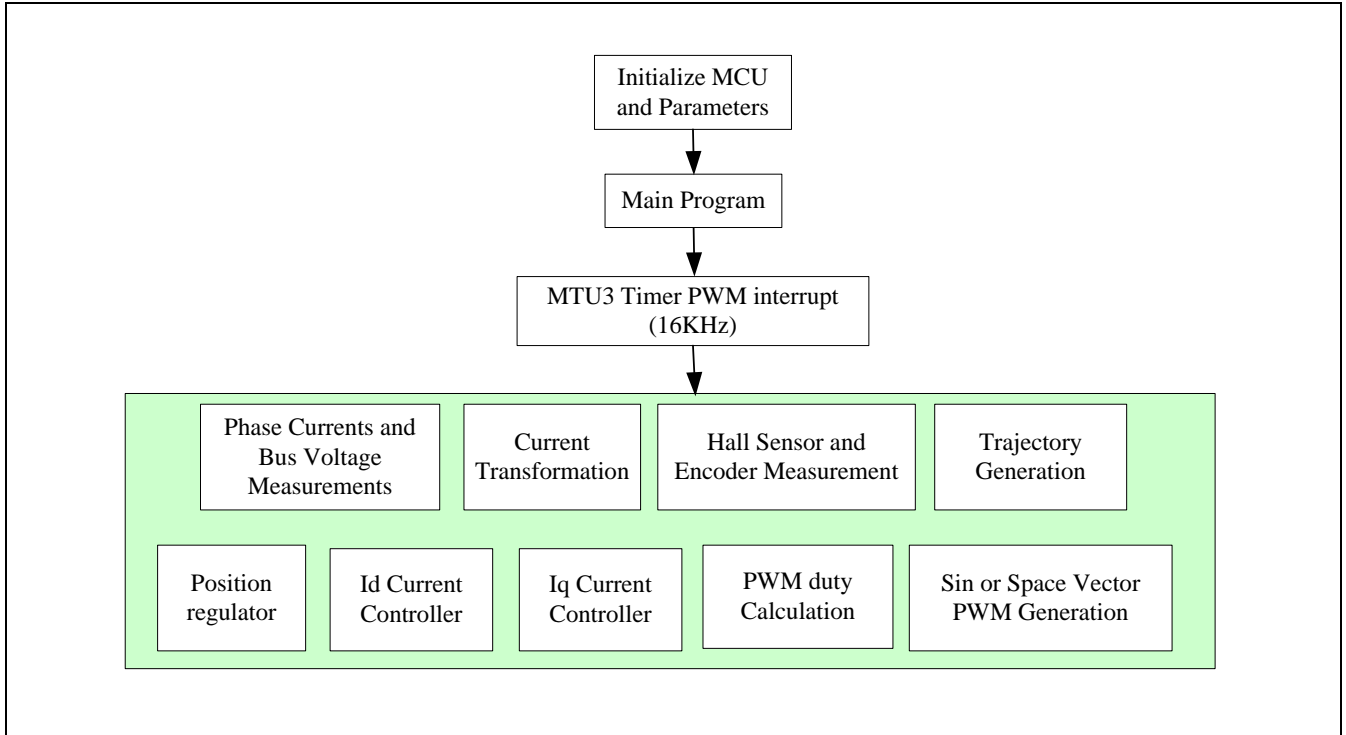 Initialize MCU
and Parameters
Main Program
MTU3 Timer PWM interrupt
(16KHz)
Phase Currents and
Bus Voltage
Measurements
Current
Transformation
Hall Sensor and
Encoder Measurement
Trajectory
Generation
Position
regulator
Id Current
Controller
Iq Current
Controller
PWM duty
Calculation
Sin or Space Vector
PWM Generation